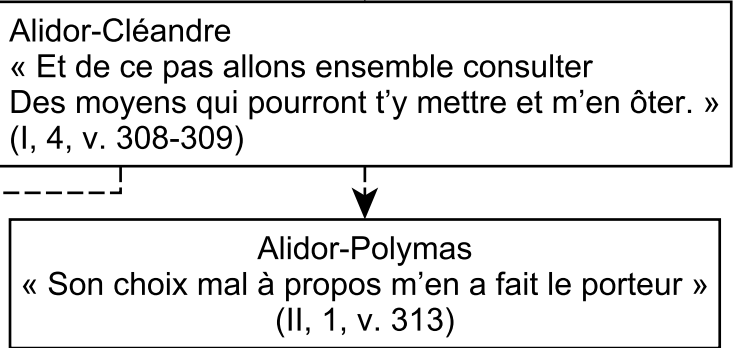 Alidor-Cléandre
« Et de ce pas allons ensemble consulter
Des moyens qui pourront t’y mettre et m’en ôter. »
(I, 4, v. 308-309)
Alidor-Polymas
« Son choix mal à propos m’en a fait le porteur »
(II, 1, v. 313)